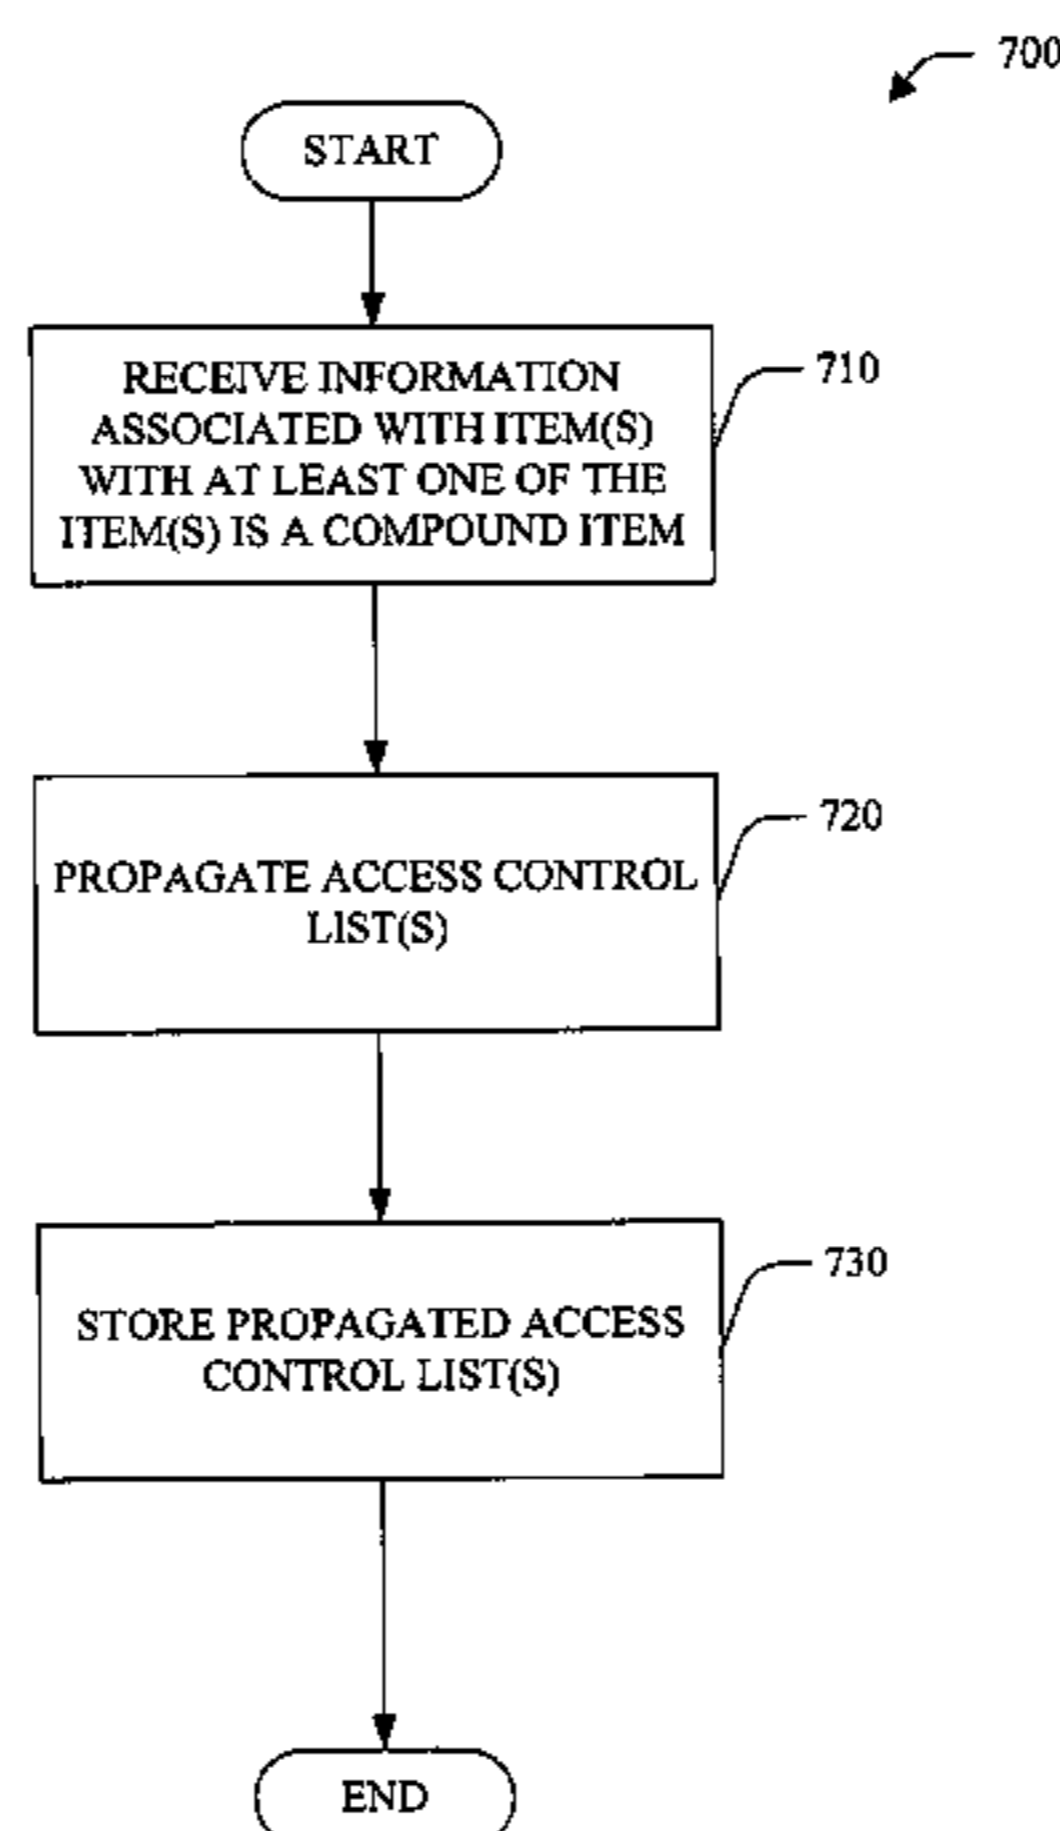 700
START
RECEIVE INFORMATION
ASSOCIATED WITH ITEM(S)
WITH AT LEAST ONE OF THE
ITEM(S) IS A COMPOUND ITEM
710
PROPAGATE ACCESS CONTROL
LIST(S)
720
STORE PROPAGATED ACCESS
CONTROL LIST(S)
730
END